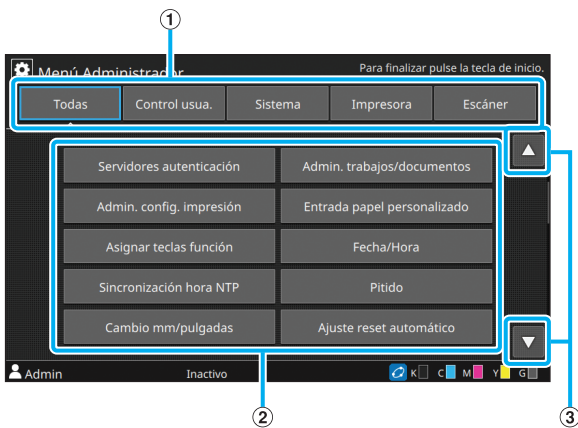 ①
Menú Administrador
Para finalizar pulse la tecla de inicio.
Todas Control usua. Sistema Impresora Escáner
Servidores autenticación Admin. trabajos/documentos
Admin. config. impresión Entrada papel personalizado
Asignar teclas función Fecha/Hora
Sincronización hora NTP Pitido
Cambio mm/pulgadas Ajuste reset automático
Admin Inactivo K C M Y G
② ③